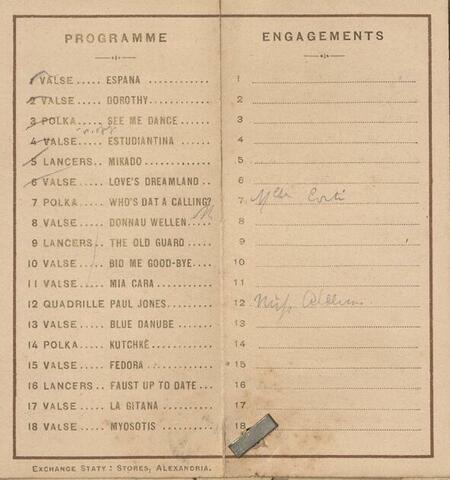 PROGRAMME
1 VALSE..... ESPANA
2 VALSE..... DOROTHY
3 POLKA..... SEE ME DANCE
4 VALSE..... ESTUDIANTINA
5 LANCERS.. MIKADO
6 VALSE..... LOVE'S DREAMLAND
7 POLKA..... WHO'S DAT A CALLING?
8 VALSE..... DONNAU WELLEN
9 LANCERS.. THE OLD GUARD
10 VALSE..... BID ME GOOD-BYE
11 VALSE..... MIA CARA
12 QUADRILLE PAUL JONES
13 VALSE..... BLUE DANUBE
14 POLKA..... KUTCHKÉ
15 VALSE..... FEDORA
16 LANCERS.. FAUST UP TO DATE
17 VALSE..... LA GITANA
18 VALSE..... MYOSOTIS
EXCHANGE STATY: STORES, ALEXANDRIA.
ENGAGEMENTS
1
2
3
4
5
6
7 Mlle
8
9
10
11
12 Miss
13
14
15
16
17
18